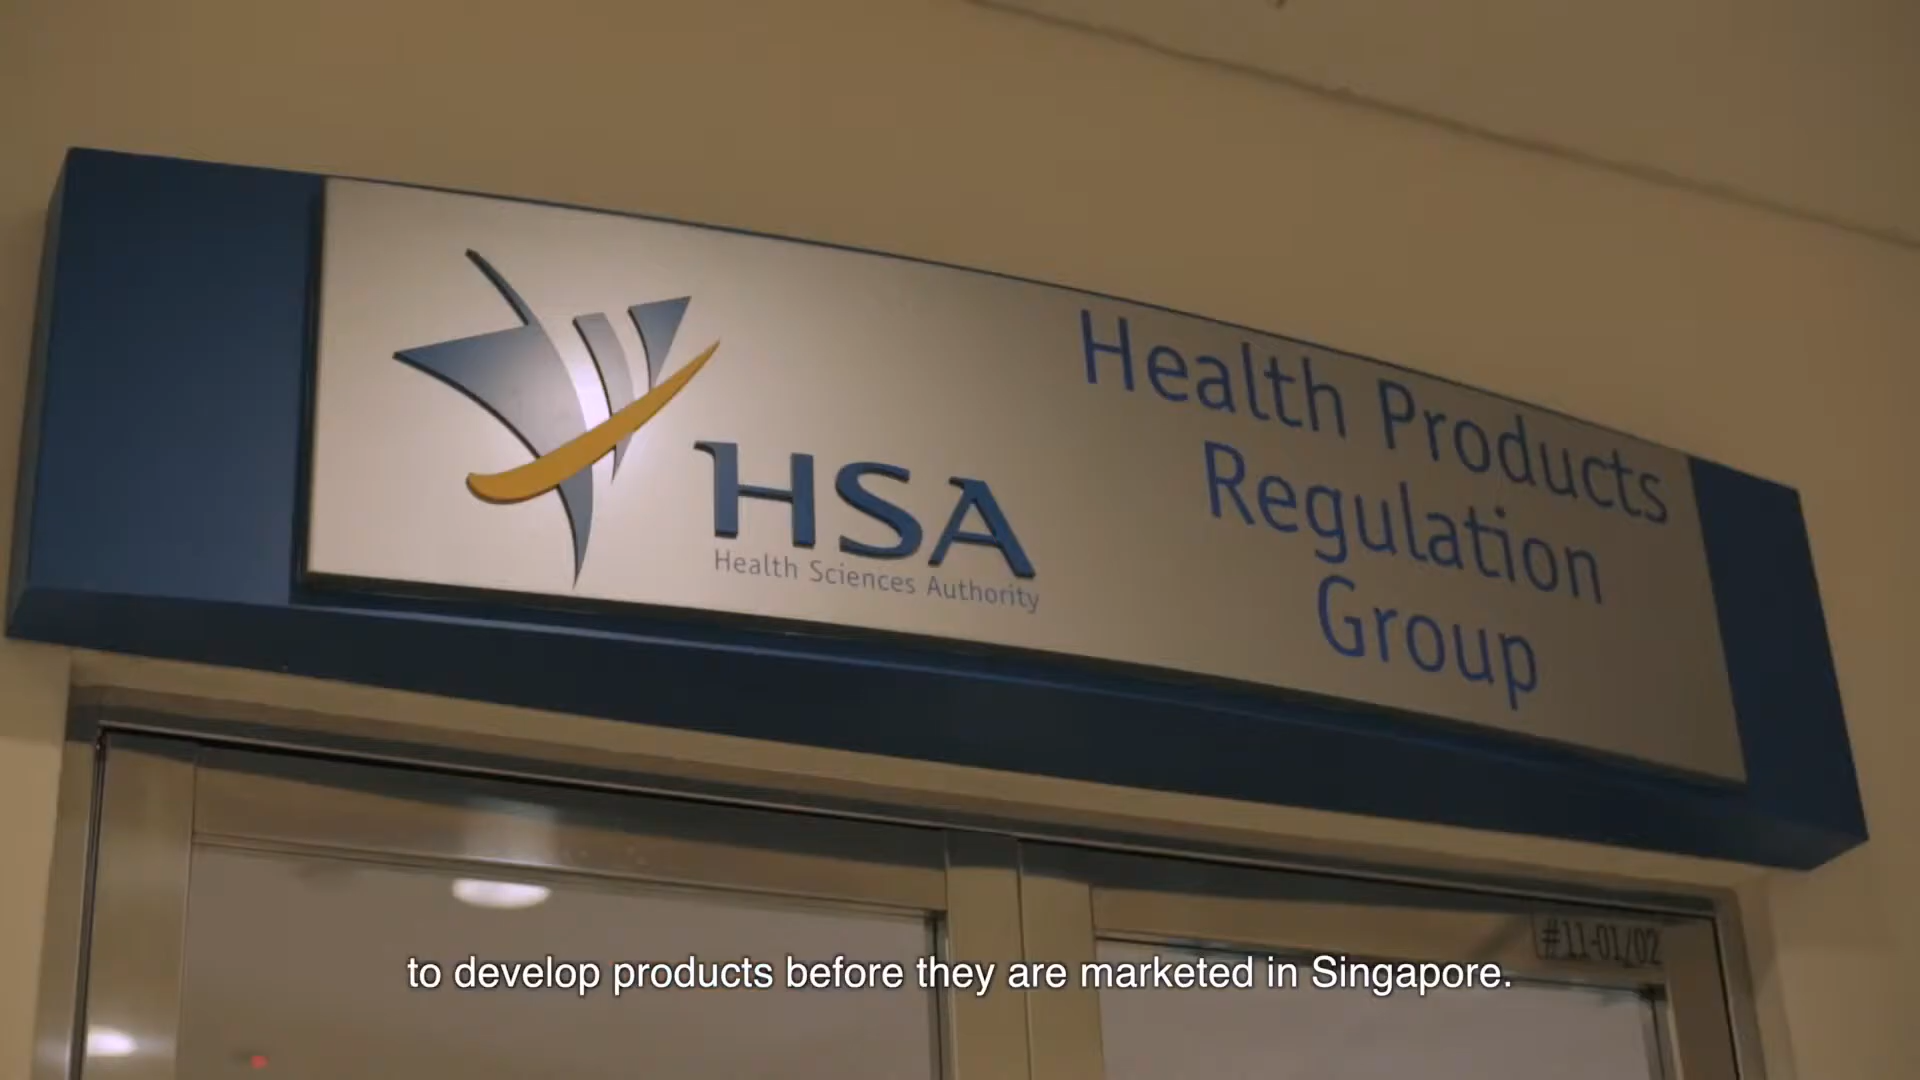 HSA
Health Sciences Authority
Health Products
Regulation
Group
#11-01/02
to develop products before they are marketed in Singapore.